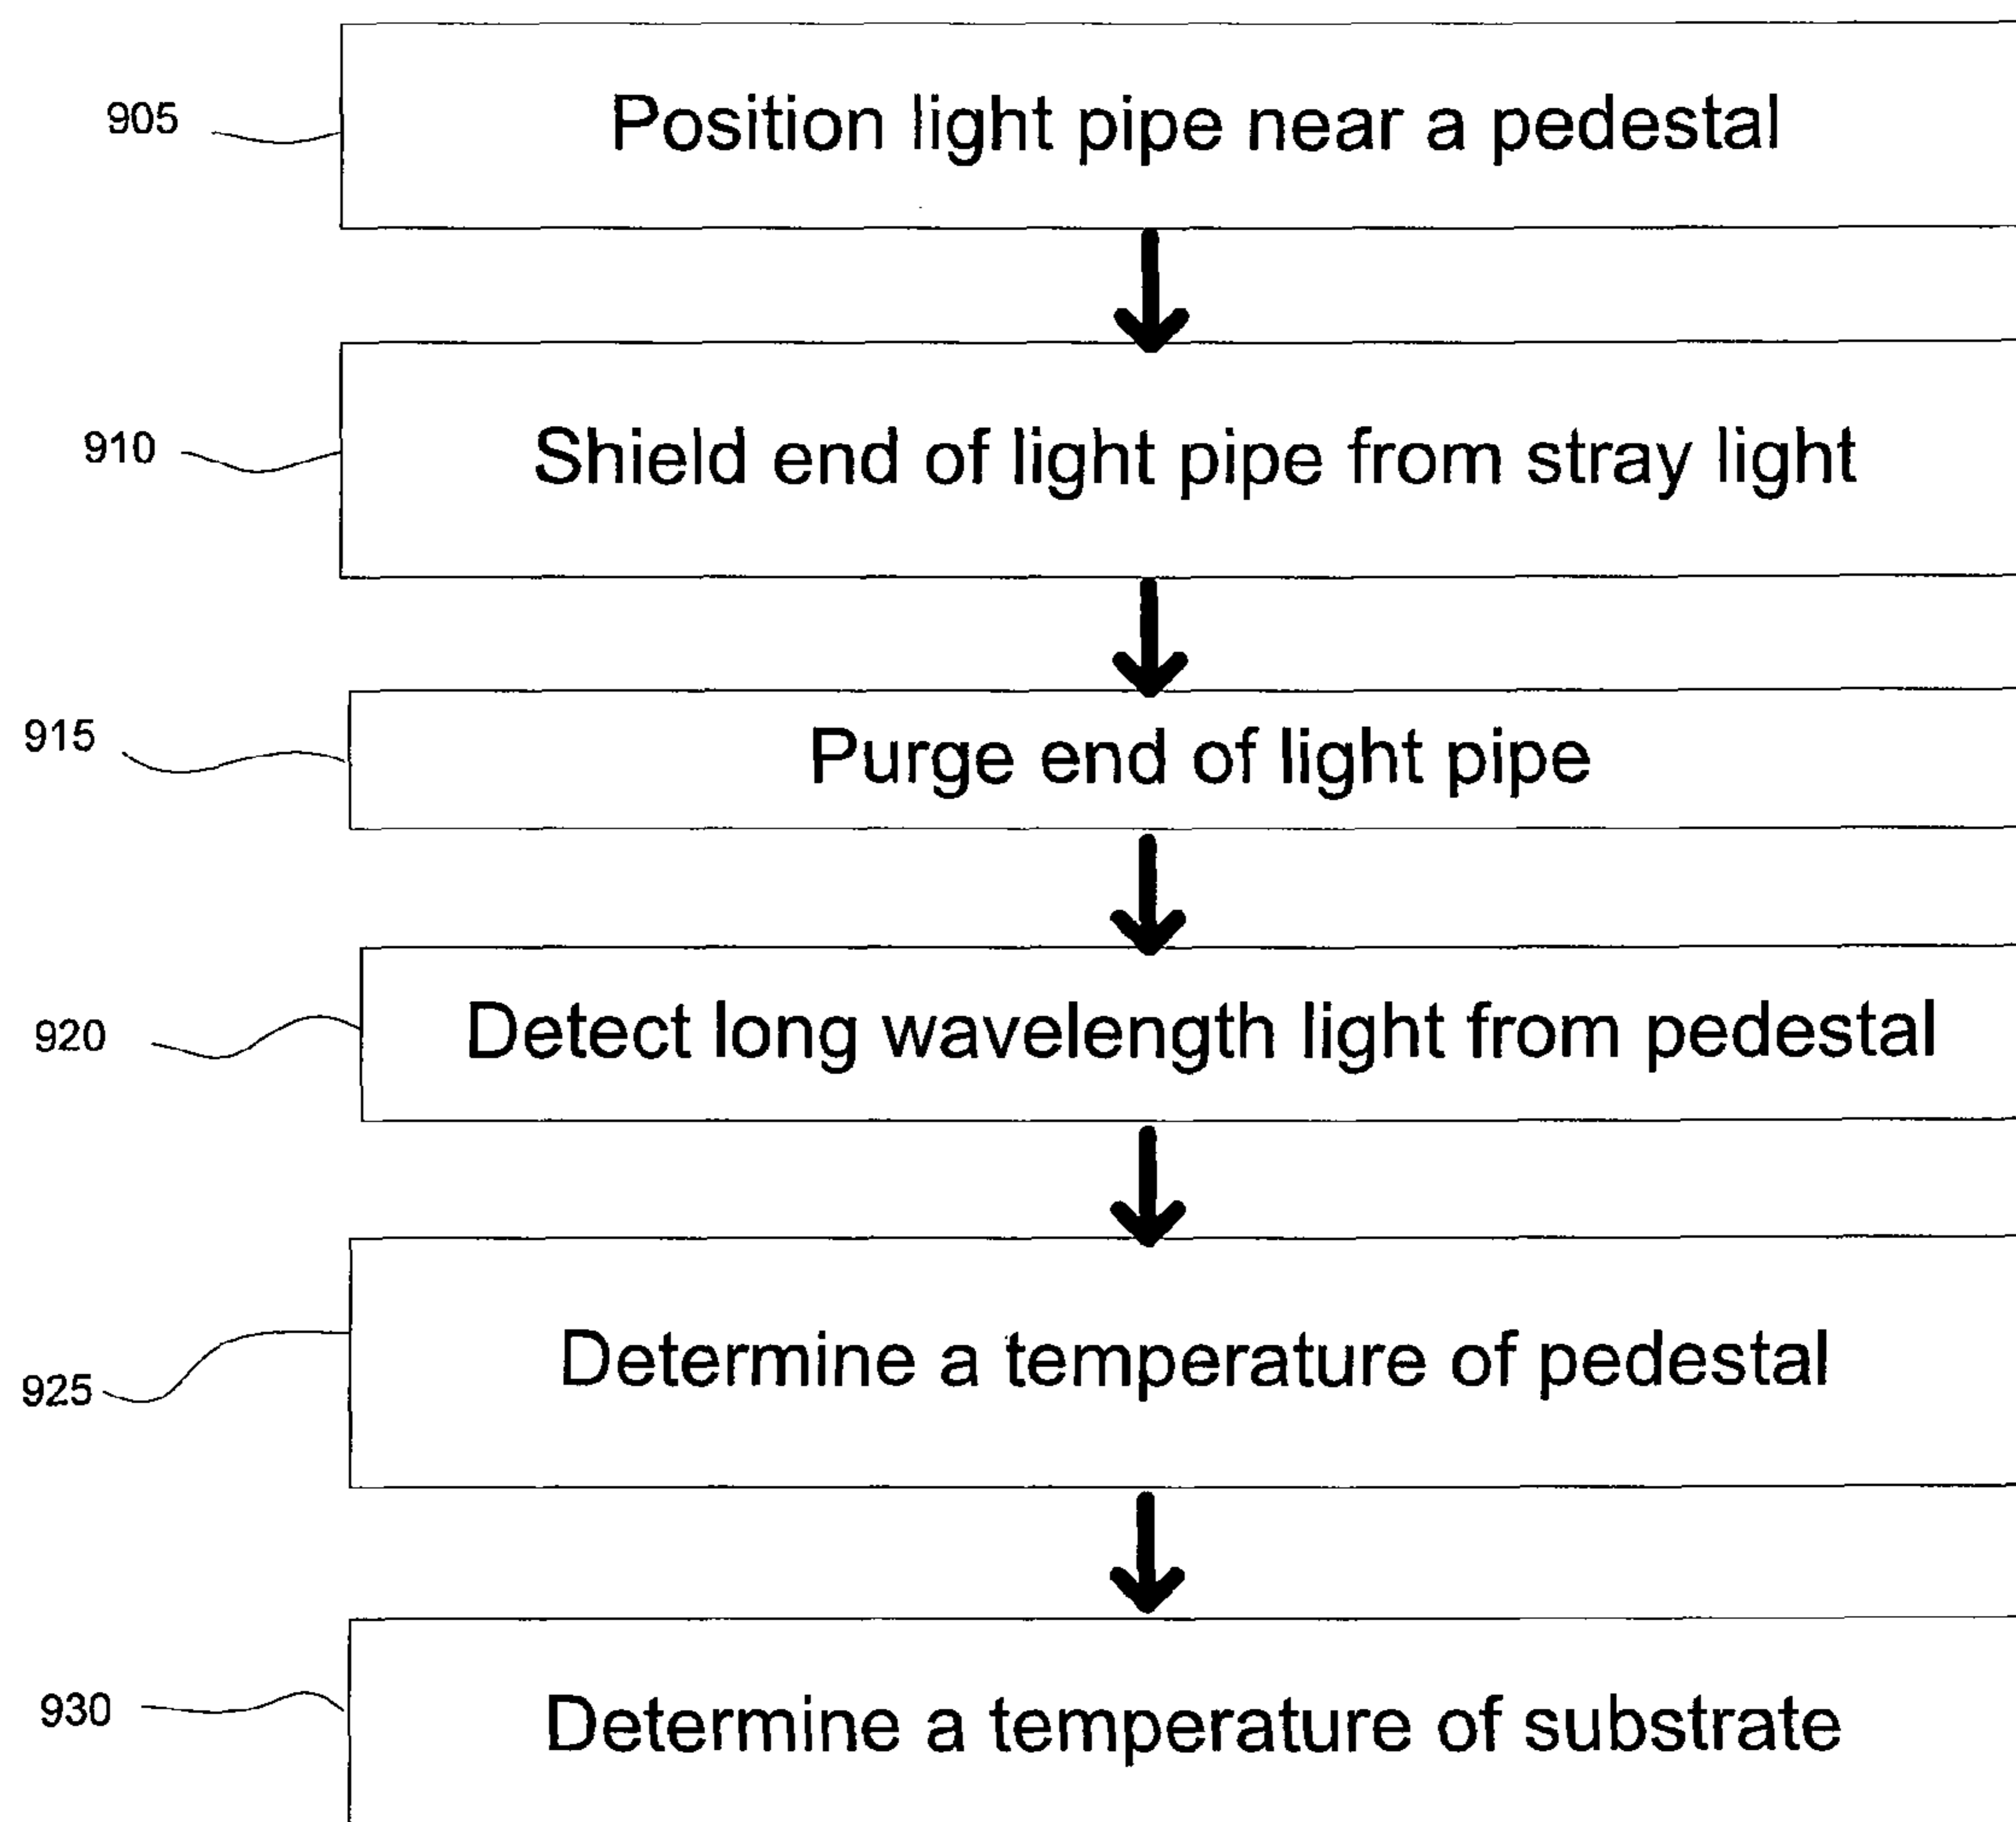 905
Position light pipe near a pedestal
910
Shield end of light pipe from stray light
915
Purge end of light pipe
920
Detect long wavelength light from pedestal
925
Determine a temperature of pedestal
930
Determine a temperature of substrate